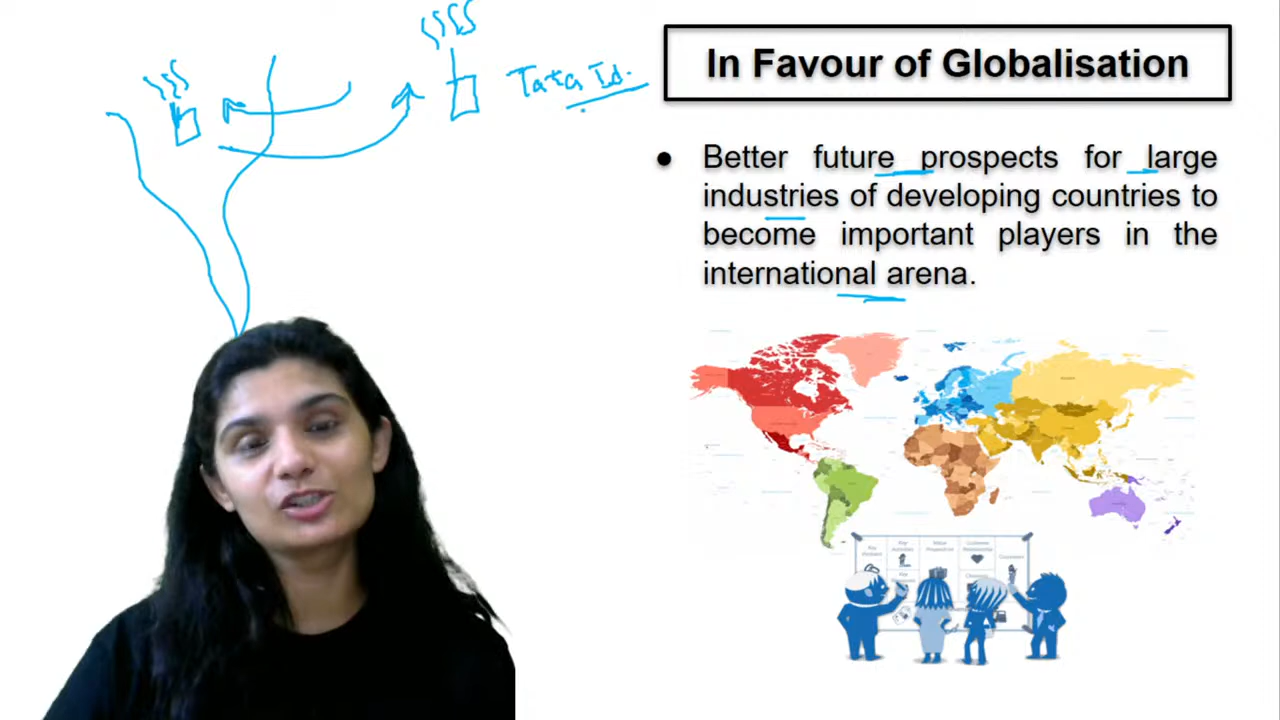 Tata Id.
In Favour of Globalisation
● Better future prospects for large
industries of developing countries to
become important players in the
international arena.